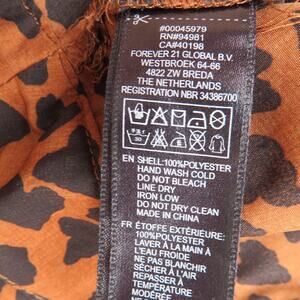 #00045979
RN#94981
CA#40198
FOREVER 21 GLOBAL B.V.
WESTBROEK 64-66
4822 ZW BREDA
THE NETHERLANDS
REGISTRATION NBR 34386700
EN SHELL:100%POLYESTER
HAND WASH COLD
DO NOT BLEACH
LINE DRY
IRON LOW
DO NOT DRY CLEAN
MADE IN CHINA
FR ÉTOFFE EXTÉRIEURE:
100%POLYESTER
LAVER À LA MAIN À
L'EAU FROIDE
NE PAS BLANCHIR
SÉCHER À L'AIR
REPASSER À
TEMPÉRATURE
MODÉRÉE